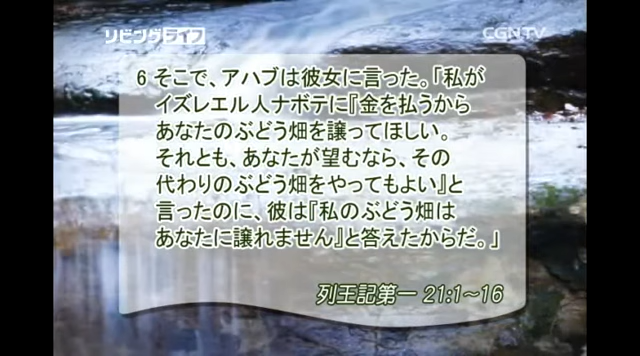 リビングライフ
CGNTV
6 そこで、アハブは彼女に言った。「私が
イズレエル人ナボテに『金を払うから
あなたのぶどう畑を譲ってほしい。
それとも、あなたが望むなら、その
代わりのぶどう畑をやってもよい』と
言ったのに、彼は『私のぶどう畑は
あなたに譲れません』と答えたからだ。」
列王記第一 21:1～16